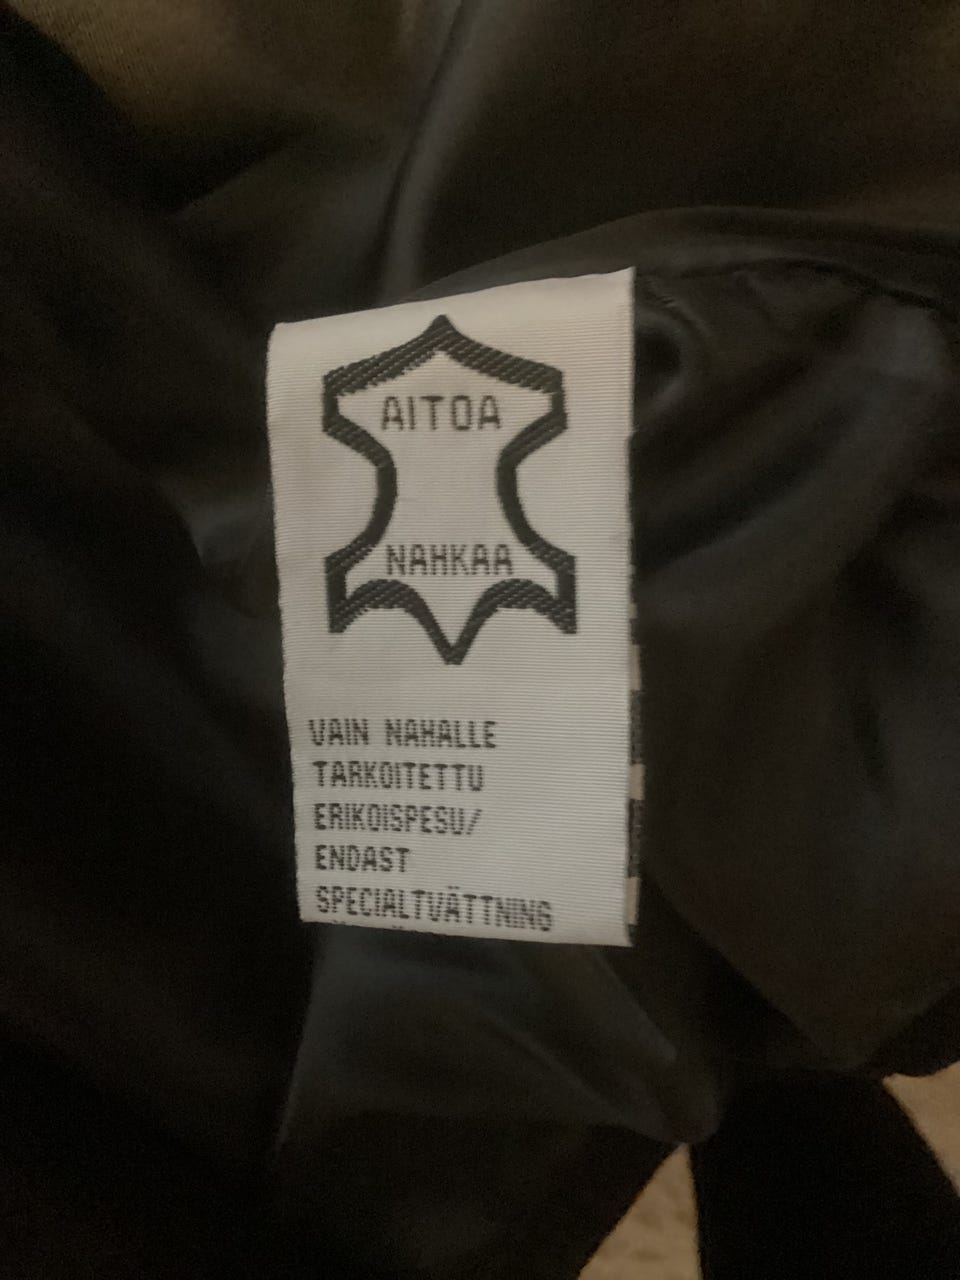 AITOA
NAHKAA
VAIN NAHALLE
TARKOITETTU
ERIKOISPESU/
ENDAST
SPECIALTVÄTTNING